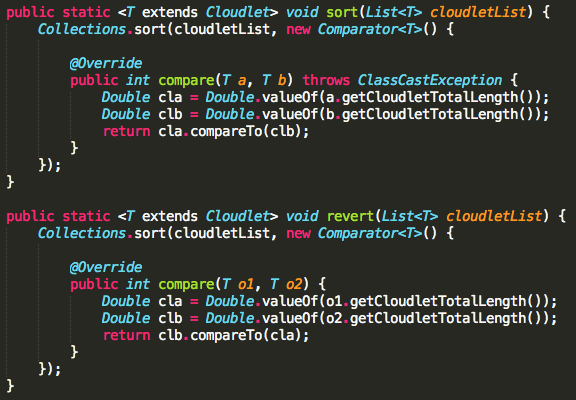 public static <T extends Cloudlet> void sort(List<T> cloudletList) {
    Collections.sort(cloudletList, new Comparator<T>() {

        @Override
        public int compare(T a, T b) throws ClassCastException {
            Double cla = Double.valueOf(a.getCloudletTotalLength());
            Double clb = Double.valueOf(b.getCloudletTotalLength());
            return cla.compareTo(clb);
        }
    });
}

public static <T extends Cloudlet> void revert(List<T> cloudletList) {
    Collections.sort(cloudletList, new Comparator<T>() {

        @Override
        public int compare(T o1, T o2) {
            Double cla = Double.valueOf(o1.getCloudletTotalLength());
            Double clb = Double.valueOf(o2.getCloudletTotalLength());
            return clb.compareTo(cla);
        }
    });
}